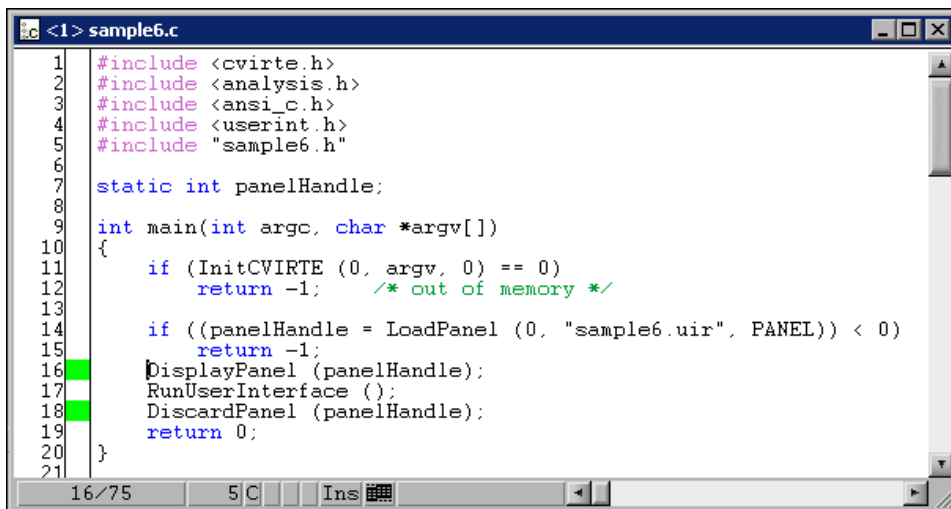 <1> sample6.c
1 #include <cvirte.h>
2 #include <analysis.h>
3 #include <ansi_c.h>
4 #include <userint.h>
5 #include "sample6.h"
6
7 static int panelHandle;
8
9 int main(int argc, char *argv[])
10 {
11     if (InitCVIRTE (0, argv, 0) == 0)
12         return -1;     /* out of memory */
13
14     if ((panelHandle = LoadPanel (0, "sample6.uir", PANEL)) < 0)
15         return -1;
16     DisplayPanel (panelHandle);
17     RunUserInterface ();
18     DiscardPanel (panelHandle);
19     return 0;
20 }
21
16/75 5 C Ins